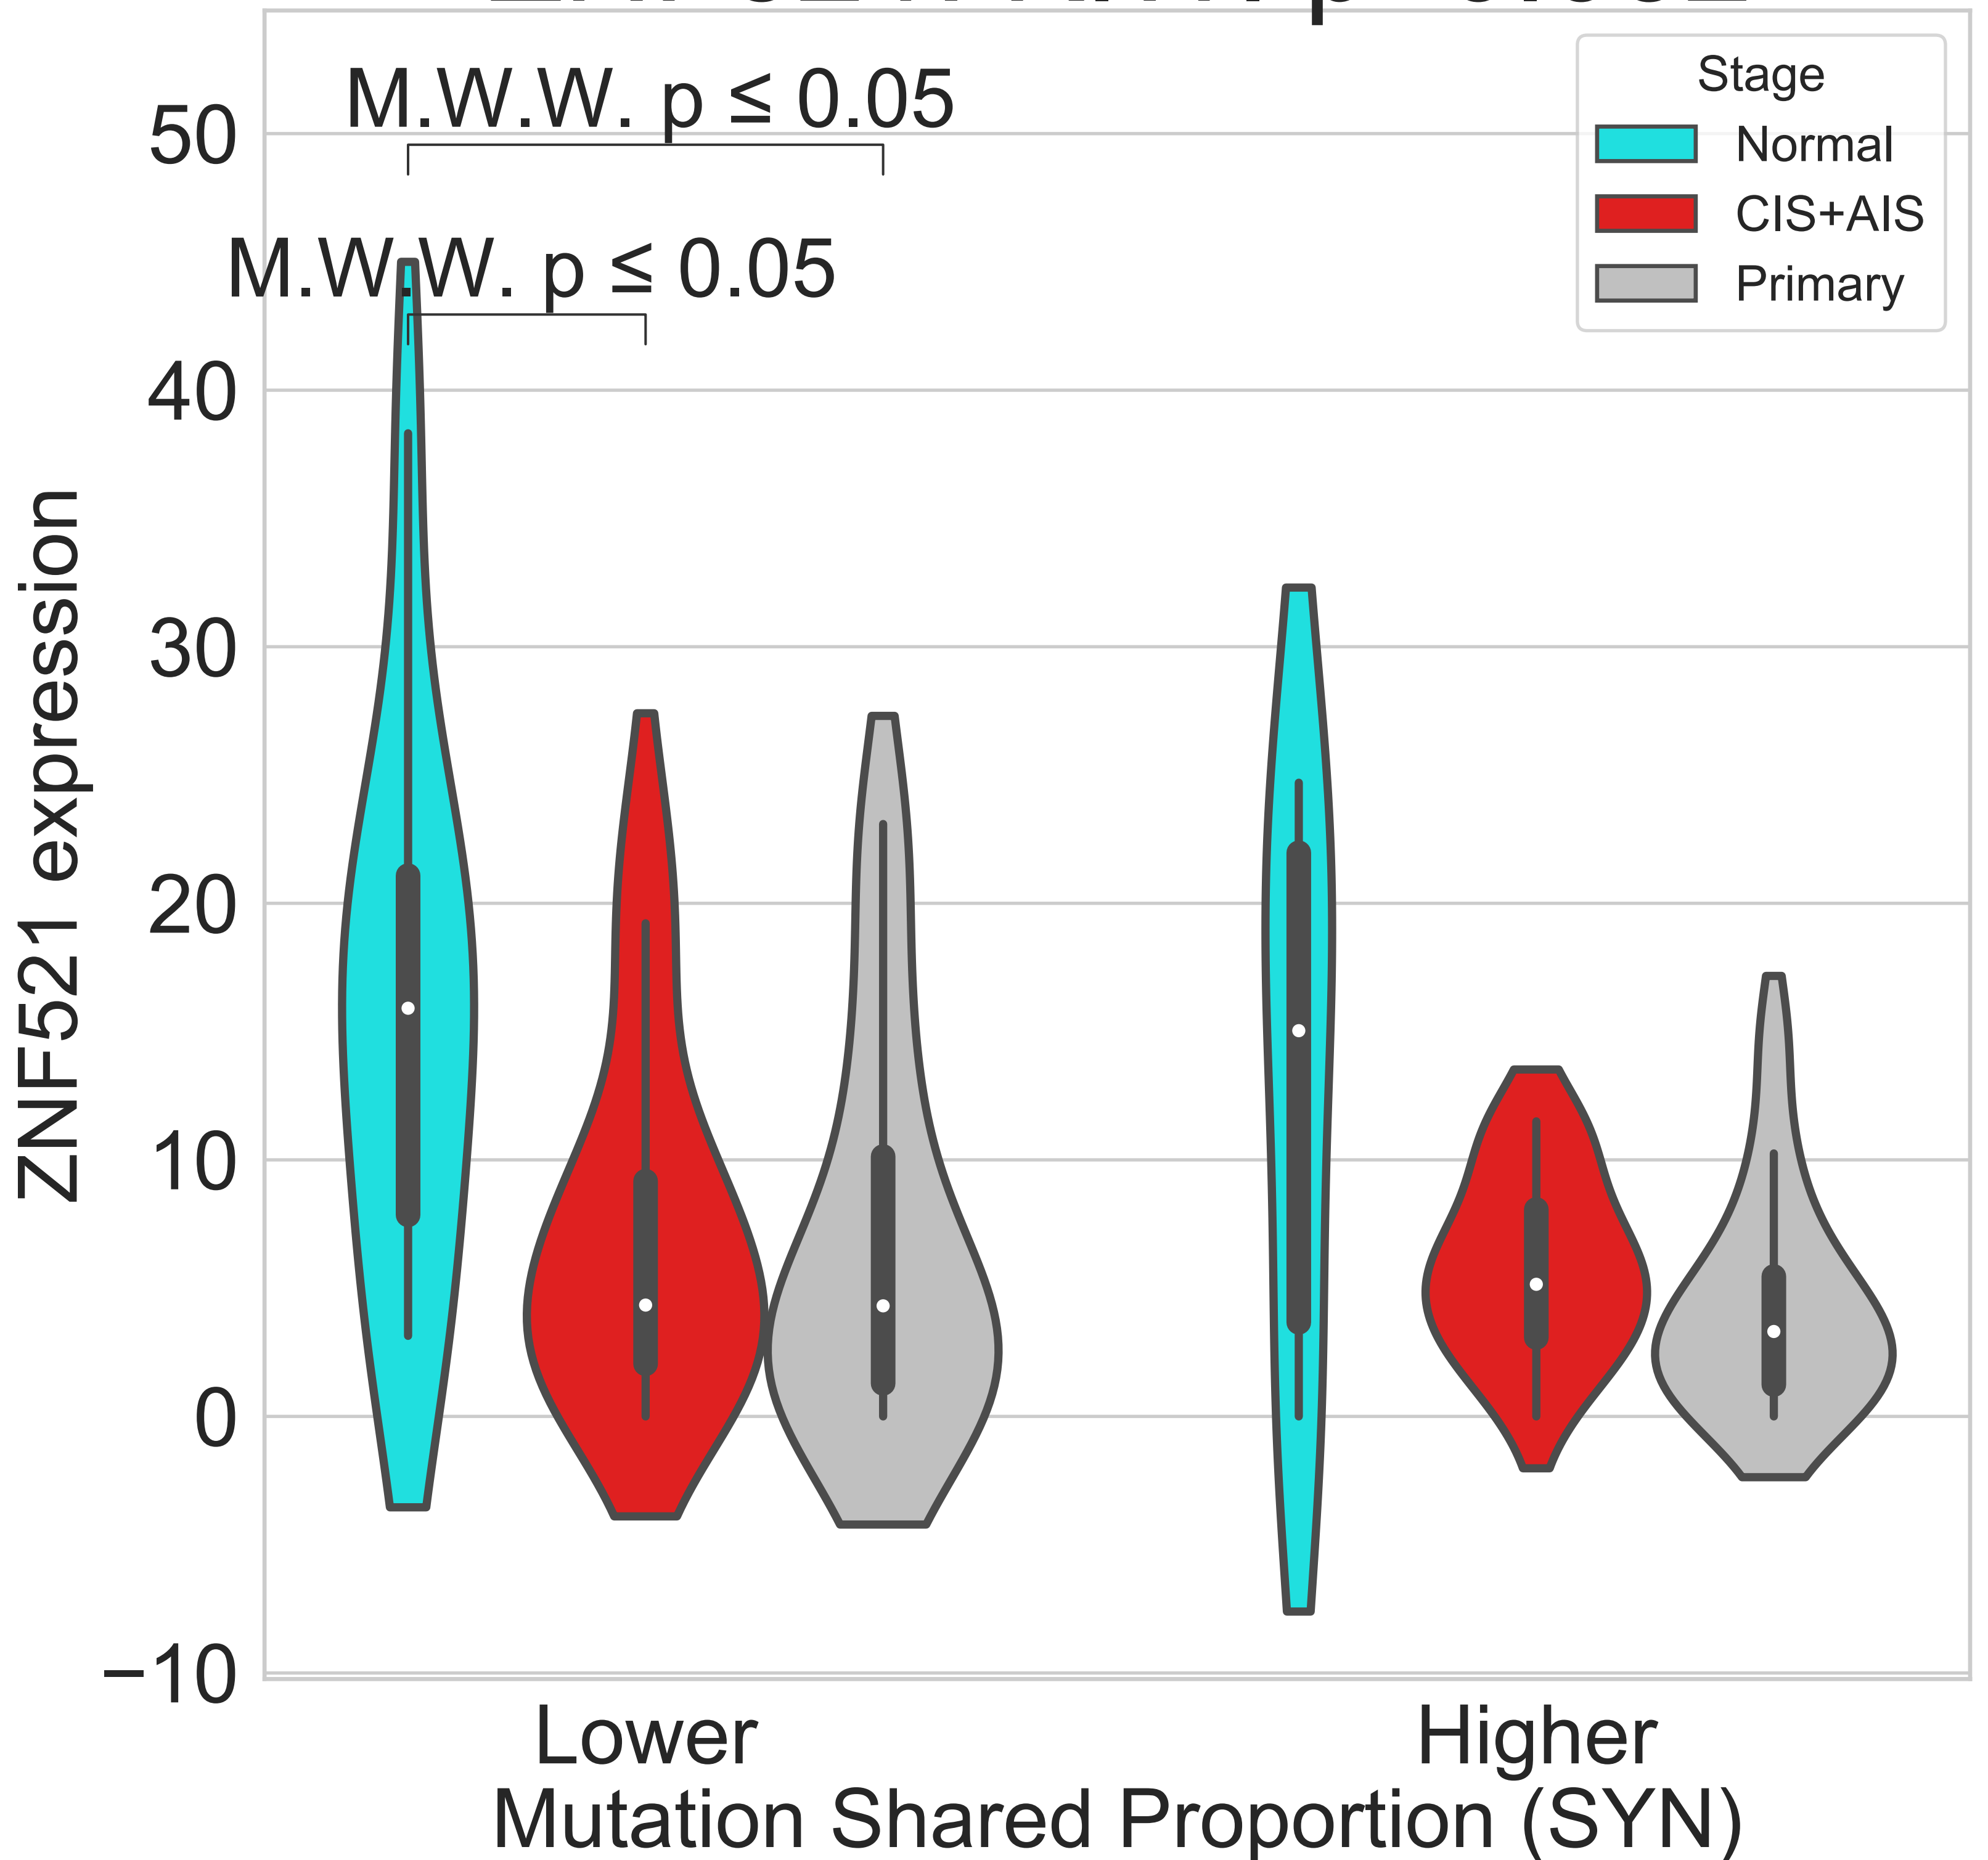 M.W.W. p ≤ 0.05
M.W.W. p ≤ 0.05
Stage
Normal
CIS+AIS
Primary
50
40
30
20
10
0
−10
ZNF521 expression
Lower
Higher
Mutation Shared Proportion (SYN)